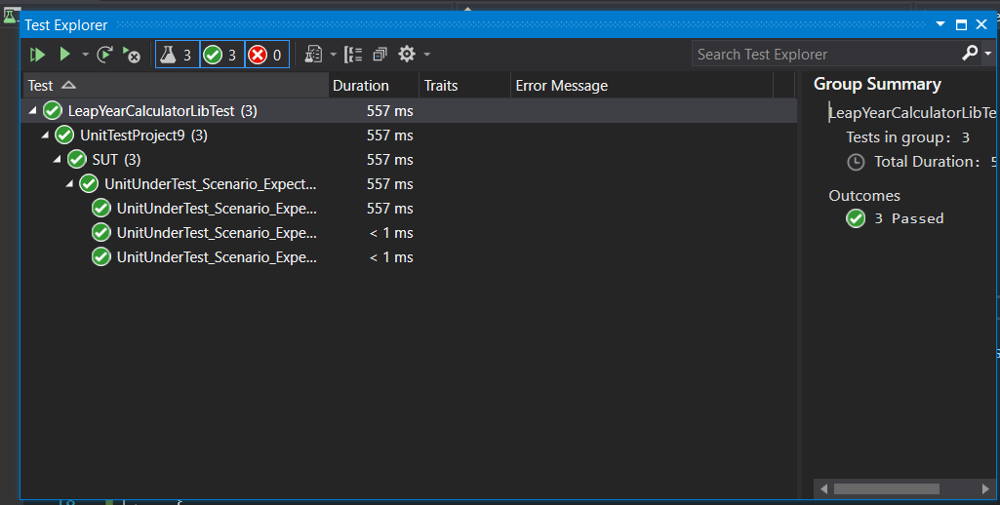 Test Explorer
3 3 0
Search Test Explorer
Test Duration Traits Error Message
LeapYearCalculatorLibTest (3) 557 ms
UnitTestProject9 (3) 557 ms
SUT (3) 557 ms
UnitUnderTest_Scenario_Expect... 557 ms
UnitUnderTest_Scenario_Expe... 557 ms
UnitUnderTest_Scenario_Expe... < 1 ms
UnitUnderTest_Scenario_Expe... < 1 ms
Group Summary
LeapYearCalculatorLibTe
Tests in group: 3
Total Duration: 5
Outcomes
3 Passed